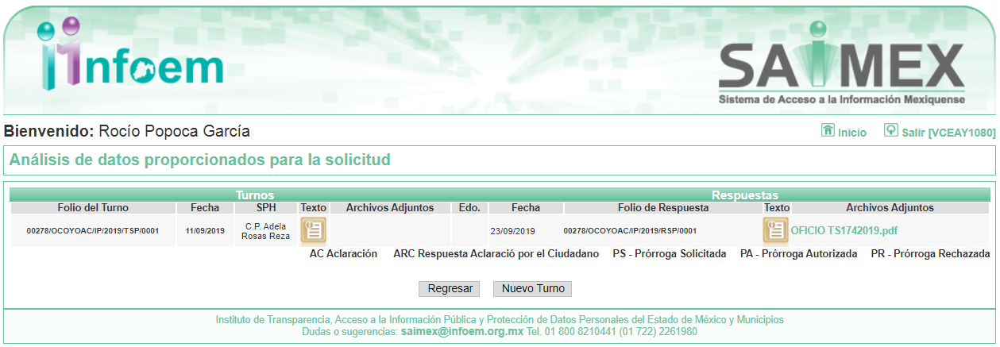 infoem
SAIMEX
Sistema de Acceso a la Información Mexiquense
Bienvenido: Rocío Popoca García
Inicio Salir [VCEAY1080]
Análisis de datos proporcionados para la solicitud
Turnos Respuestas
Folio del Turno Fecha SPH Texto Archivos Adjuntos Edo. Fecha Folio de Respuesta Texto Archivos Adjuntos
00278/OCOYOAC/IP/2019/TSP/0001 11/09/2019 C.P. Adela Rosas Reza 23/09/2019 00278/OCOYOAC/IP/2019/RSP/0001 OFICIO TS1742019.pdf
AC Aclaración ARC Respuesta Aclaració por el Ciudadano PS - Prórroga Solicitada PA - Prórroga Autorizada PR - Prórroga Rechazada
Regresar Nuevo Turno
Instituto de Transparencia, Acceso a la Información Pública y Protección de Datos Personales del Estado de México y Municipios
Dudas o sugerencias: saimex@infoem.org.mx Tel. 01 800 8210441 (01 722) 2261980